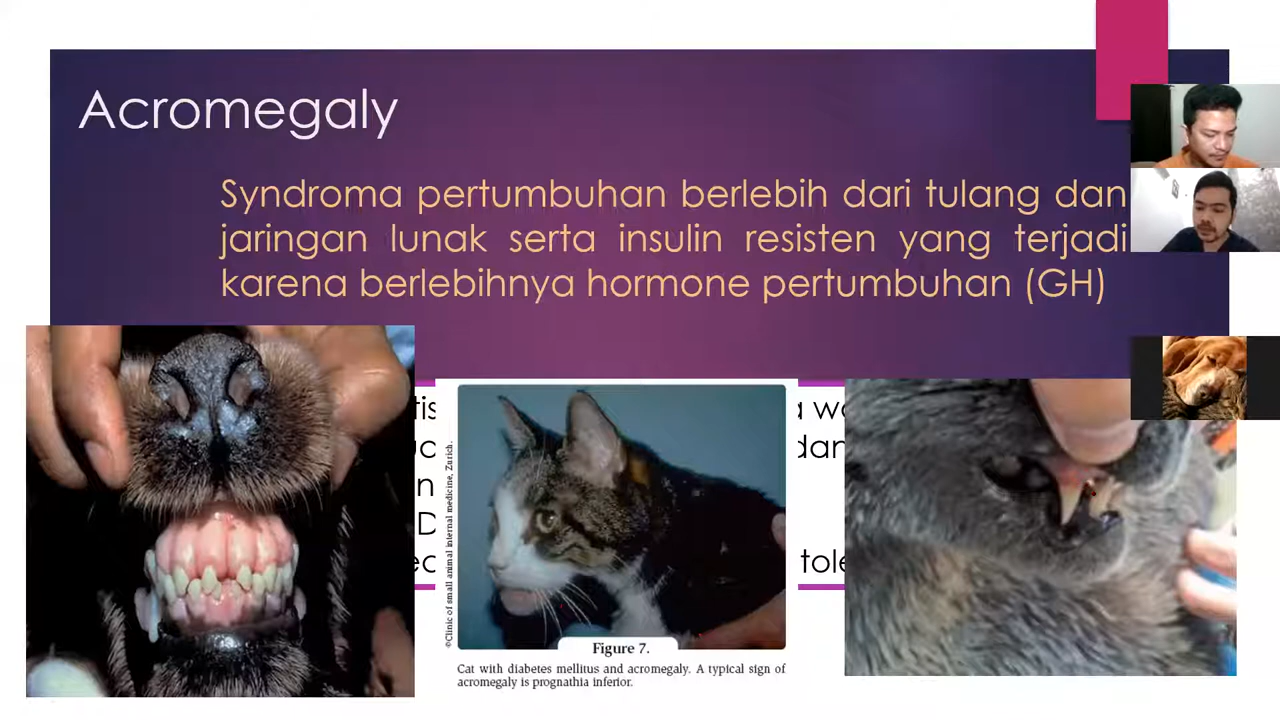 Acromegaly
Syndroma pertumbuhan berlebih dari tulang dan
jaringan lunak serta insulin resisten yang terjadi
karena berlebihnya hormone pertumbuhan (GH)
©Clinic of small animal internal medicine, Zurich.
Figure 7.
Cat with diabetes mellitus and acromegaly. A typical sign of
acromegaly is prognathia inferior.